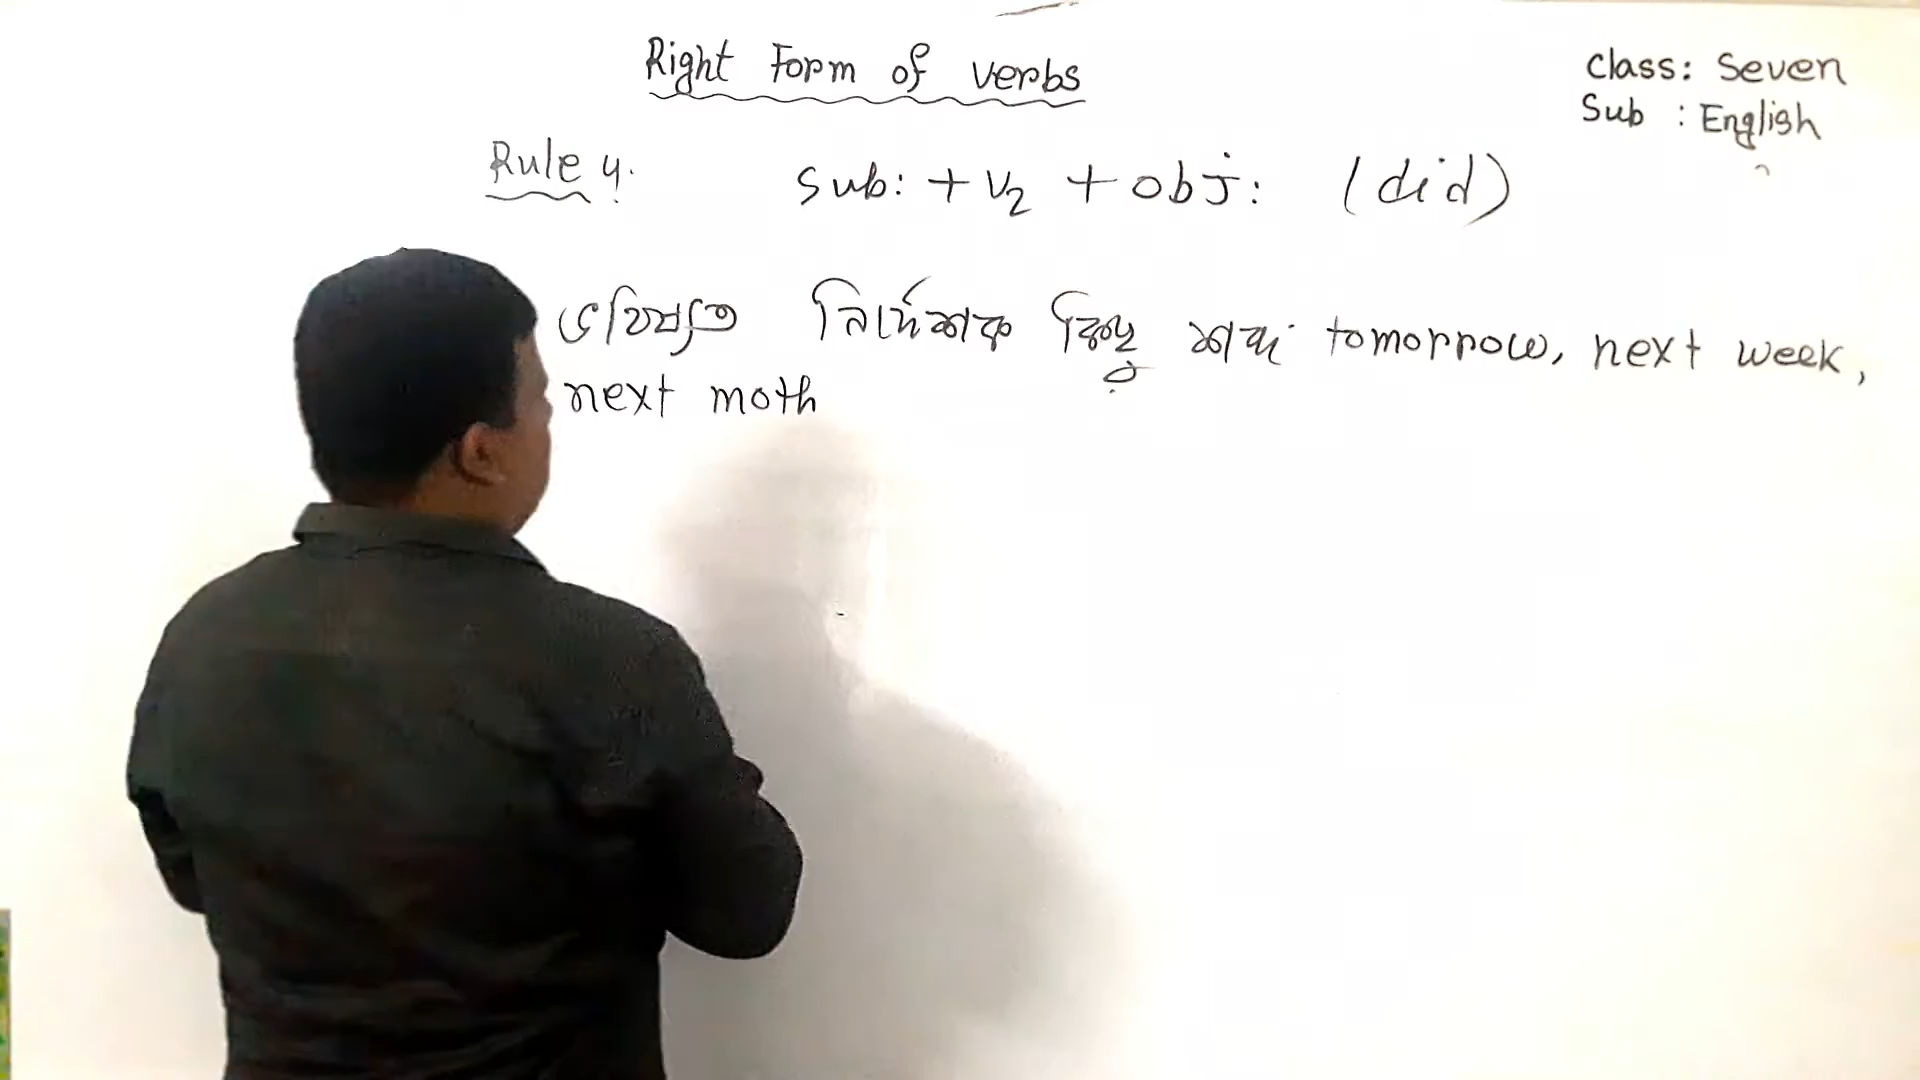 Right Form of verbs
class: Seven
Sub : English
Rule 4. sub: + v2 + obj: (did)
ভবিষ্যত নির্দেশক কিছু শব্দ tomorrow, next week,
next moth